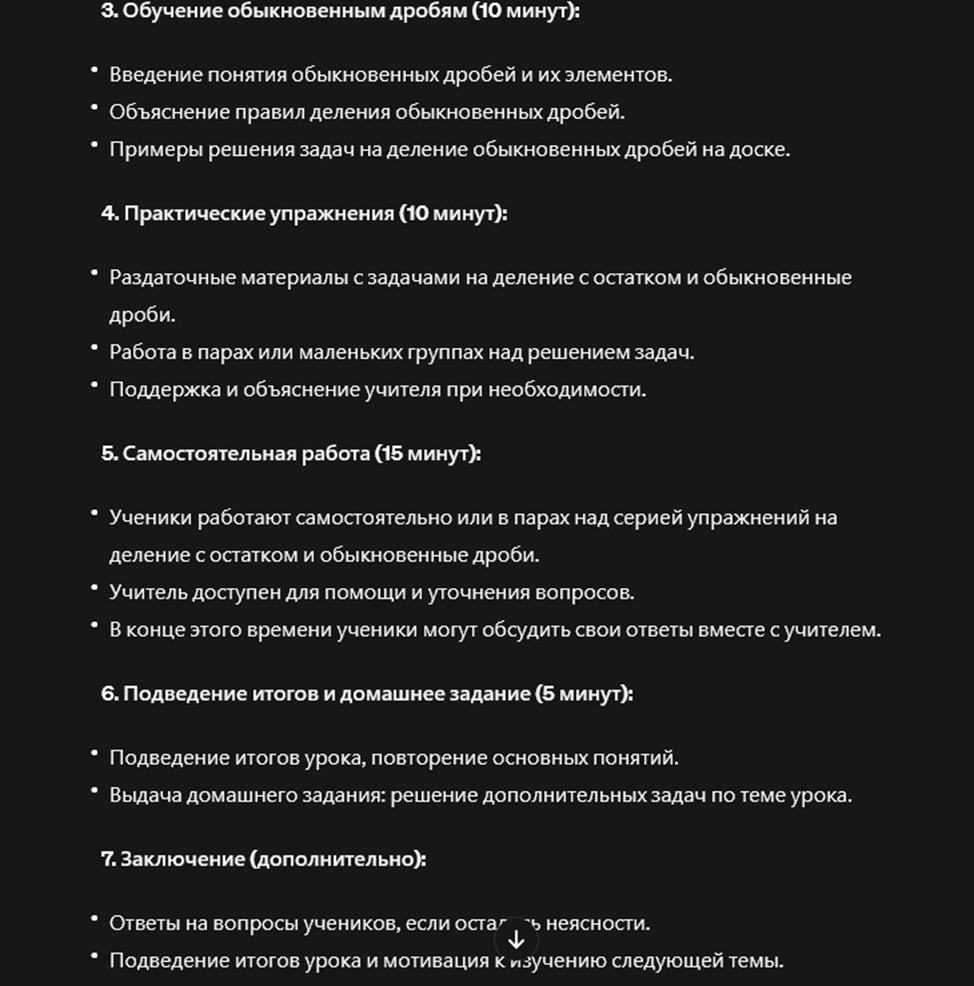 3. Обучение обыкновенным дробям (10 минут):
• Введение понятия обыкновенных дробей и их элементов.
• Объяснение правил деления обыкновенных дробей.
• Примеры решения задач на деление обыкновенных дробей на доске.
4. Практические упражнения (10 минут):
• Раздаточные материалы с задачами на деление с остатком и обыкновенные
дроби.
• Работа в парах или маленьких группах над решением задач.
• Поддержка и объяснение учителя при необходимости.
5. Самостоятельная работа (15 минут):
• Ученики работают самостоятельно или в парах над серией упражнений на
деление с остатком и обыкновенные дроби.
• Учитель доступен для помощи и уточнения вопросов.
• В конце этого времени ученики могут обсудить свои ответы вместе с учителем.
6. Подведение итогов и домашнее задание (5 минут):
• Подведение итогов урока, повторение основных понятий.
• Выдача домашнего задания: решение дополнительных задач по теме урока.
7. Заключение (дополнительно):
• Ответы на вопросы учеников, если неясности.
• Подведение итогов урока и мотивация к изучению следующей темы.